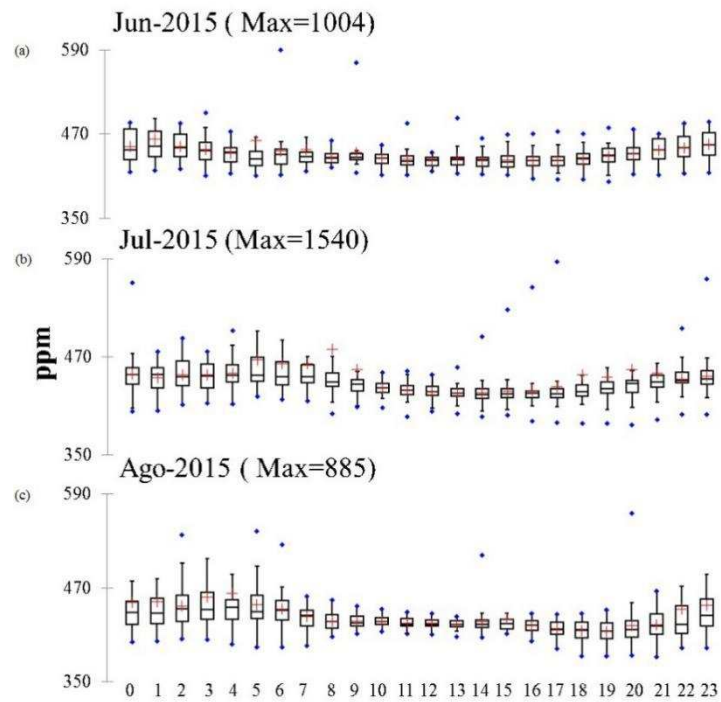 Jun-2015 ( Max=1004)
(a)
590
470
350
Jul-2015 (Max=1540)
(b)
590
470
350
ppm
Ago-2015 ( Max=885)
(c)
590
470
350
0 1 2 3 4 5 6 7 8 9 10 11 12 13 14 15 16 17 18 19 20 21 22 23